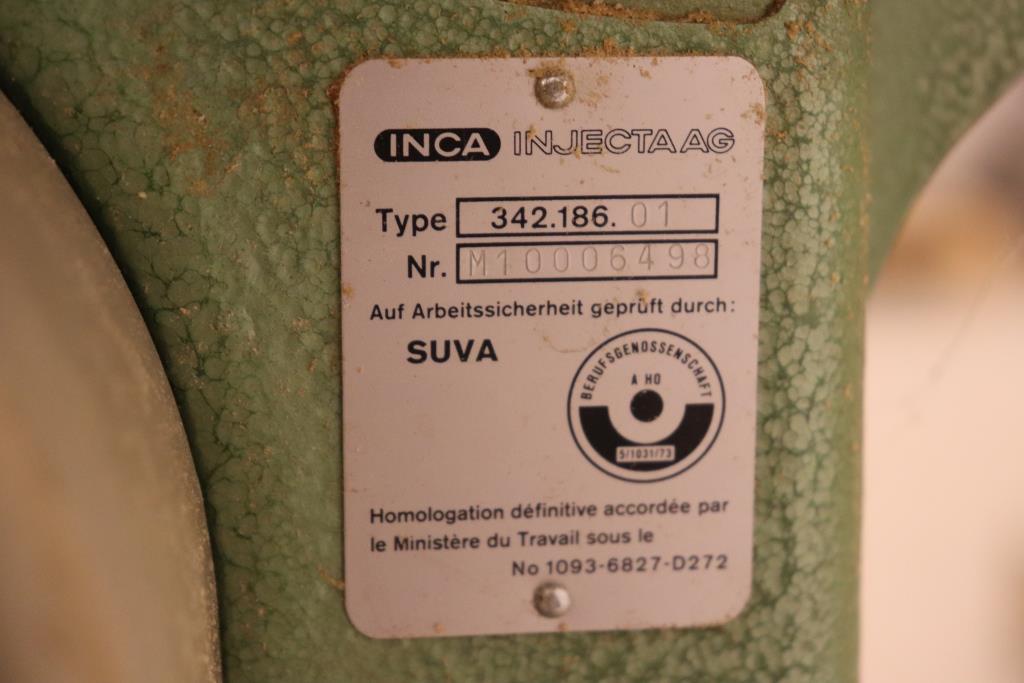 INCA INJECTA AG
Type 342.186. 01
Nr. M10006498
Auf Arbeitssicherheit geprüft durch:
SUVA
BERUFSGENOSSENSCHAFT
A HO
5/1031/73
Homologation définitive accordée par
le Ministère du Travail sous le
No 1093-6827-D272